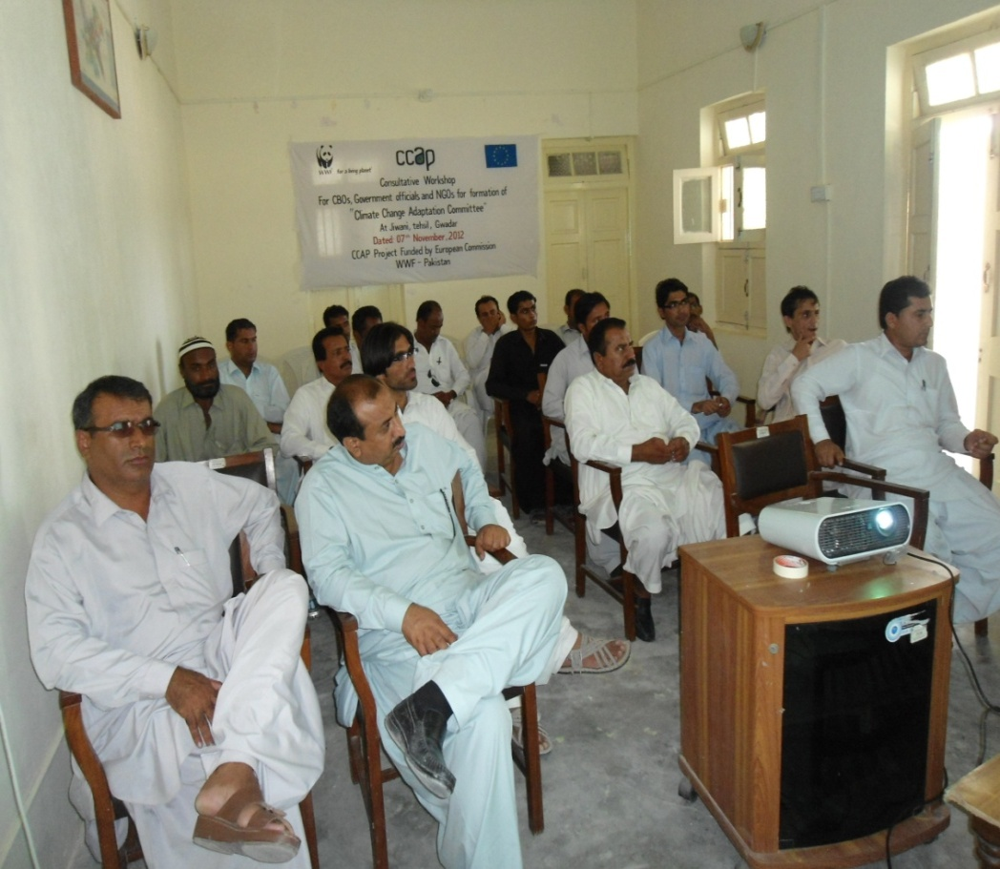 WWF for a living planet
ccap
Consultative Workshop
For CBOs, Government officials and NGOs for formation of
"Climate Change Adaptation Committee"
At Jiwani, tehsil, Gwadar
Dated: 07th November, 2012
CCAP Project Funded by European Commission
WWF - Pakistan